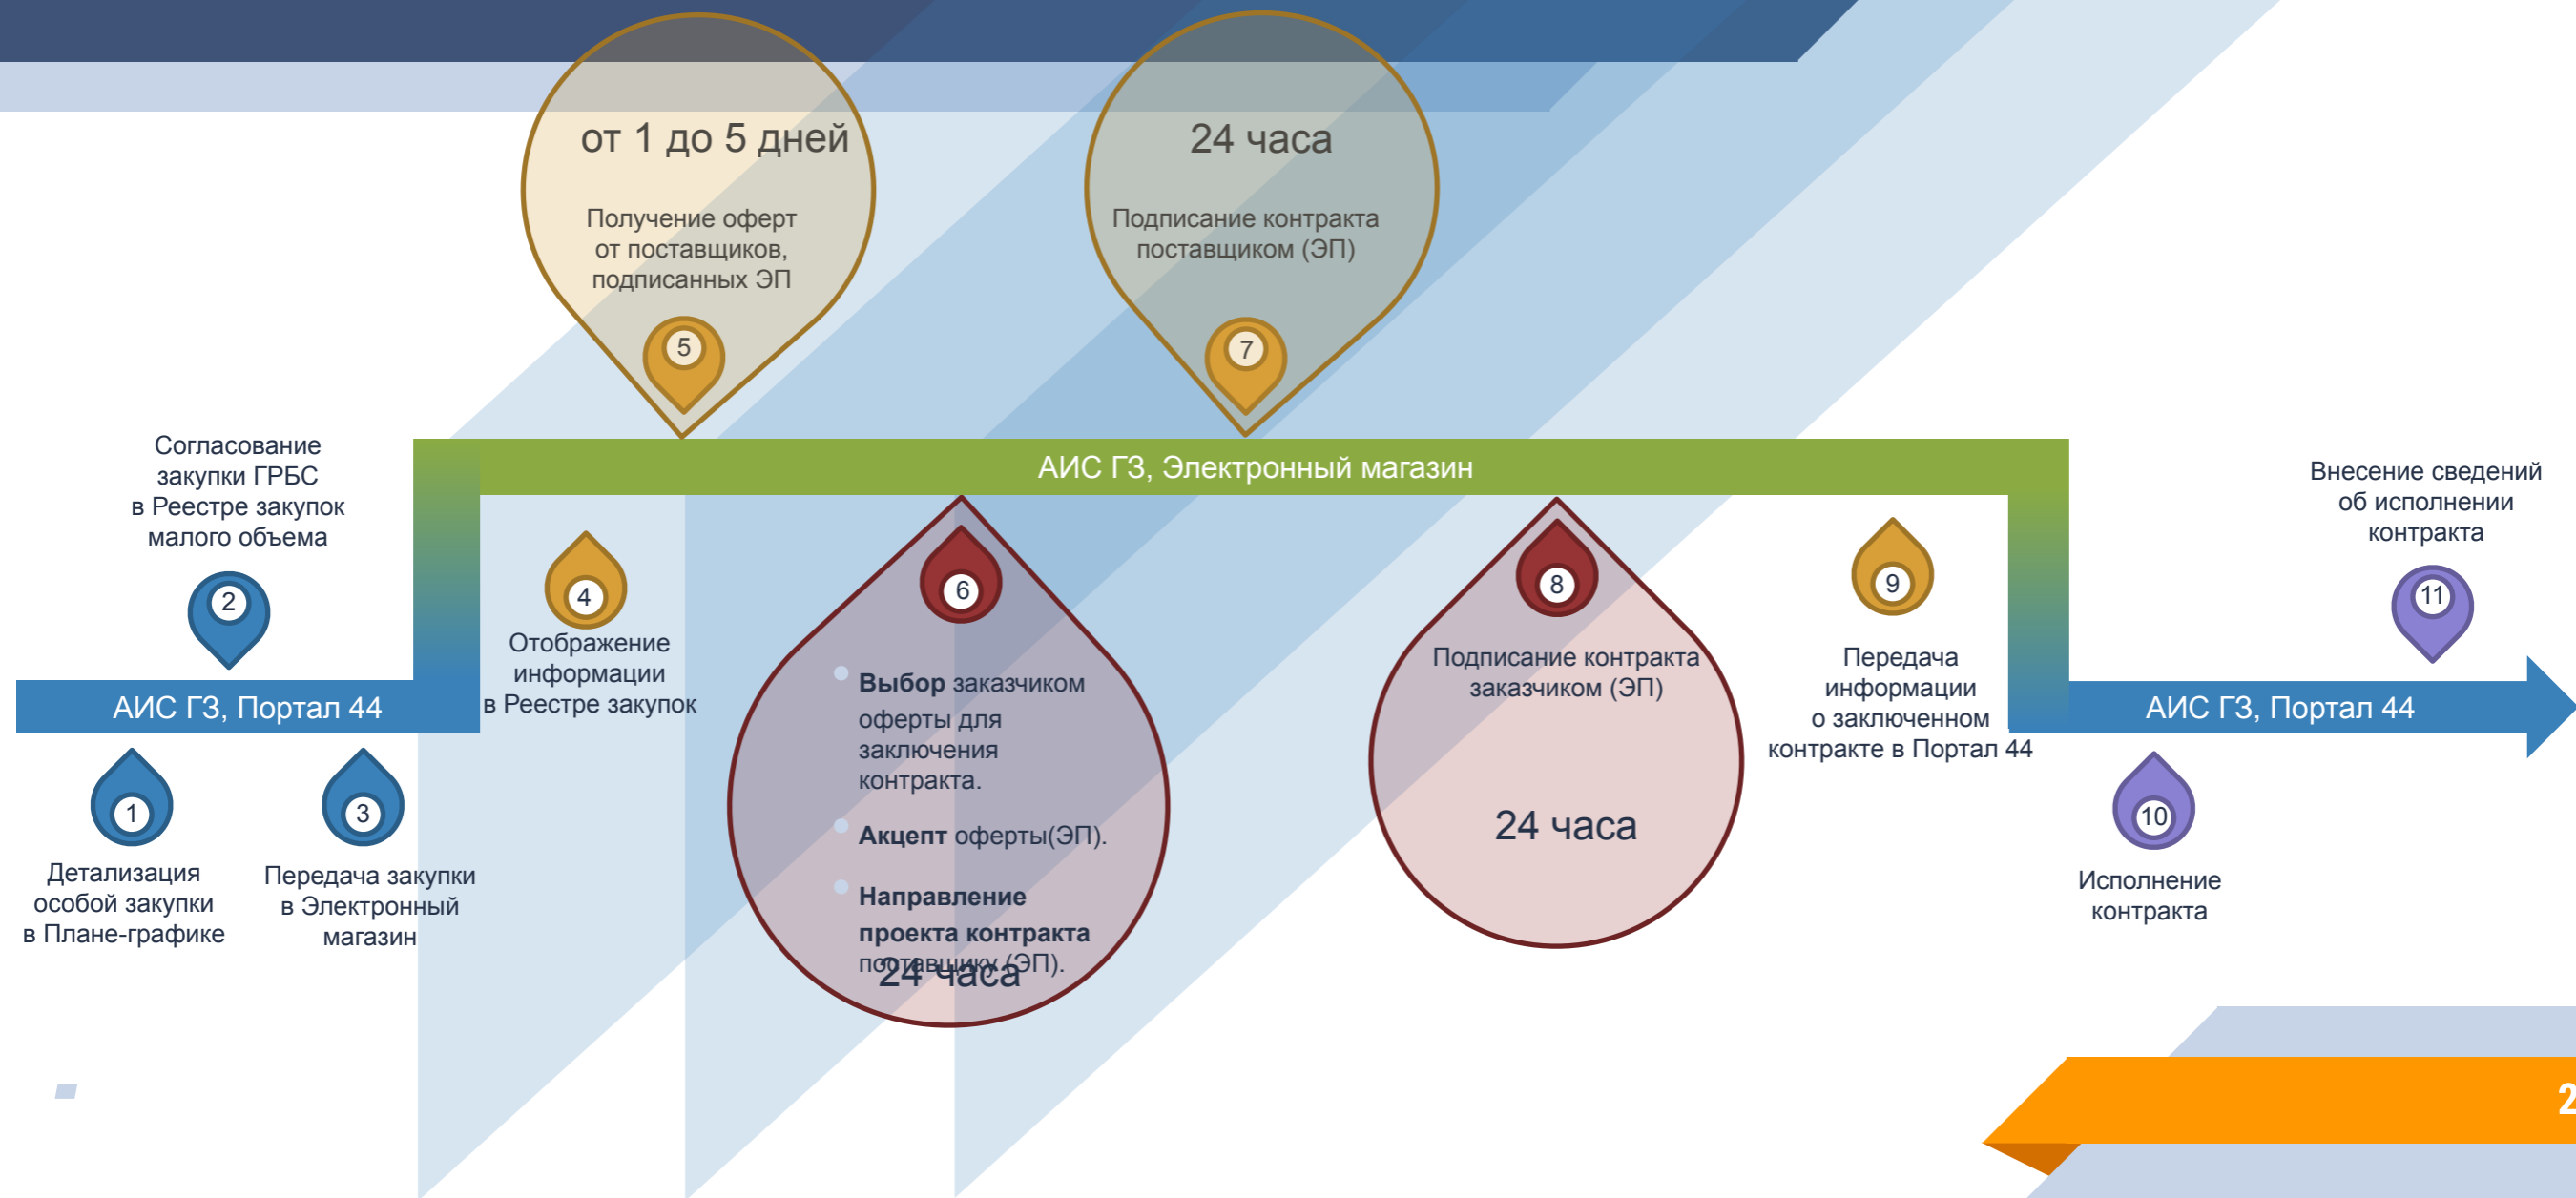 от 1 до 5 дней
Получение оферт
от поставщиков,
подписанных ЭП
5
24 часа
Подписание контракта
поставщиком (ЭП)
7
Согласование
закупки ГРБС
в Реестре закупок
малого объема
2
АИС ГЗ, Портал 44
1
Детализация
особой закупки
в Плане-графике
3
Передача закупки
в Электронный
магазин
АИС ГЗ, Электронный магазин
4
Отображение
информации
в Реестре закупок
6
Выбор заказчиком
оферты для
заключения
контракта.
Акцепт оферты(ЭП).
Направление
проекта контракта
поставщику (ЭП).
24 часа
8
Подписание контракта
заказчиком (ЭП)
24 часа
9
Передача
информации
о заключенном
контракте в Портал 44
Внесение сведений
об исполнении
контракта
11
АИС ГЗ, Портал 44
10
Исполнение
контракта
2